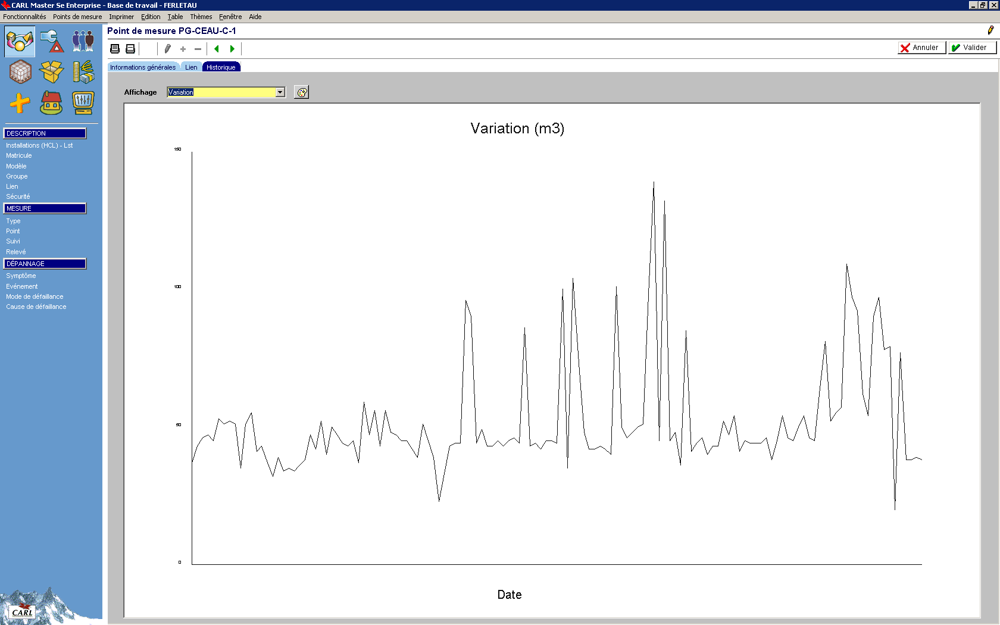 CARL Master Se Enterprise - Base de travail - FERLETAU
Fonctionnalités Points de mesure Imprimer Edition Table Thèmes Fenêtre Aide
Point de mesure PG-CEAU-C-1
Annuler Valider
Informations générales Lien Historique
Affichage Variation
DESCRIPTION
Installations (HCL) - Lst
Matricule
Modèle
Groupe
Lien
Sécurité
MESURE
Type
Point
Suivi
Relevé
DÉPANNAGE
Symptôme
Evénement
Mode de défaillance
Cause de défaillance
CARL
Variation (m3)
150
100
50
0
Date